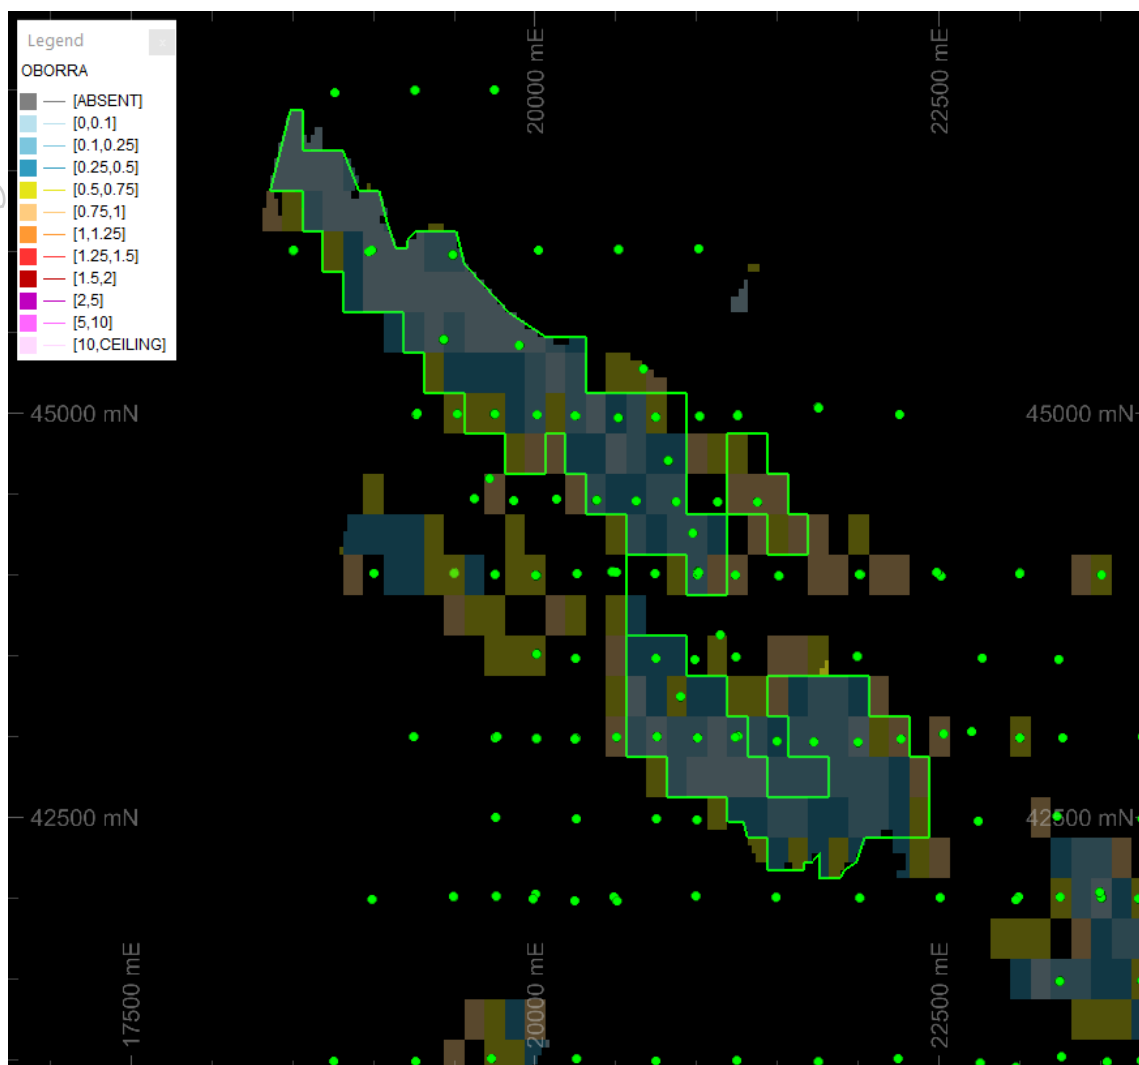 Legend
x
OBORRA
[ABSENT]
[0,0.1]
[0.1,0.25]
[0.25,0.5]
[0.5,0.75]
[0.75,1]
[1,1.25]
[1.25,1.5]
[1.5,2]
[2,5]
[5,10]
[10,CEILING]
20000 mE
22500 mE
45000 mN
45000 mN
42500 mN
42500 mN
17500 mE
20000 mE
22500 mE